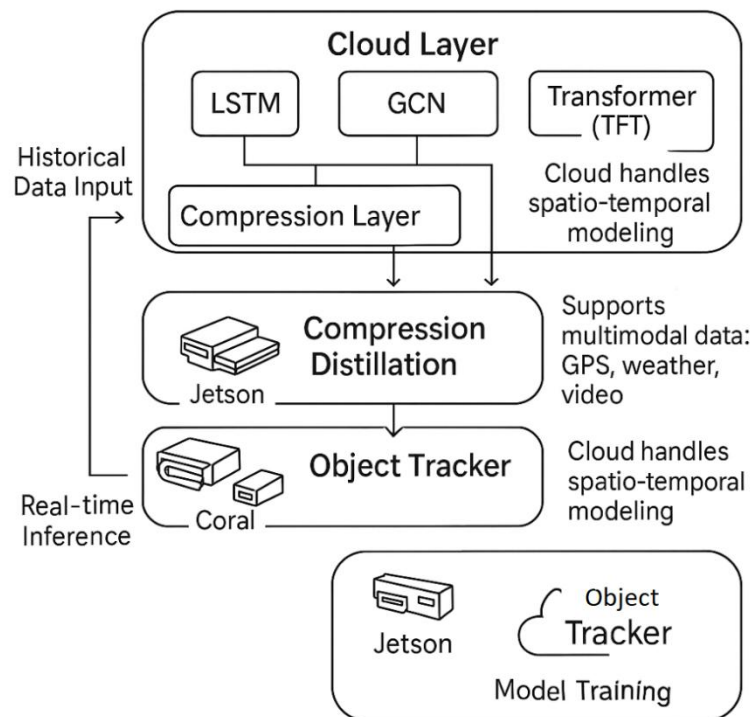 Cloud Layer
LSTM
GCN
Transformer
(TFT)
Historical
Data Input
Cloud handles
spatio-temporal
modeling
Compression Layer
Compression
Distillation
Jetson
Supports
multimodal data:
GPS, weather,
video
Object Tracker
Coral
Cloud handles
spatio-temporal
modeling
Real-time
Inference
Jetson
Object
Tracker
Model Training